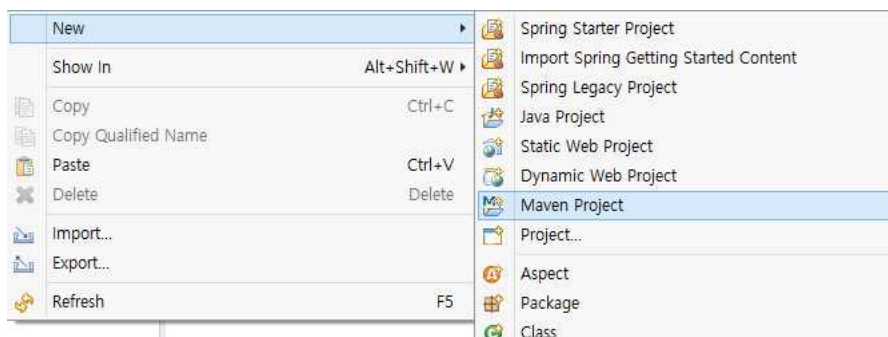 New
Show In Alt+Shift+W
Copy Ctrl+C
Copy Qualified Name
Paste Ctrl+V
Delete Delete
Import...
Export...
Refresh F5
Spring Starter Project
Import Spring Getting Started Content
Spring Legacy Project
Java Project
Static Web Project
Dynamic Web Project
Maven Project
Project...
Aspect
Package
Class